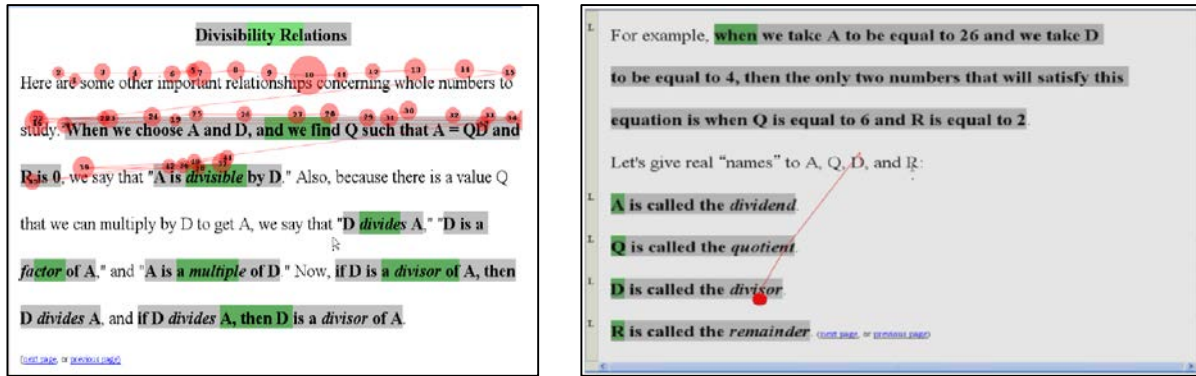 Divisibility Relations
Here are some other important relationships concerning whole numbers to
study. When we choose A and D, and we find Q such that A = QD and
R is 0, we say that "A is divisible by D." Also, because there is a value Q
that we can multiply by D to get A, we say that "D divides A," "D is a
factor of A," and "A is a multiple of D." Now, if D is a divisor of A, then
D divides A, and if D divides A, then D is a divisor of A.
(next page, or previous page)
For example, when we take A to be equal to 26 and we take D
to be equal to 4, then the only two numbers that will satisfy this
equation is when Q is equal to 6 and R is equal to 2.
Let's give real “names” to A, Q, D, and R:
A is called the dividend.
Q is called the quotient.
D is called the divisor.
R is called the remainder. (next page, or previous page)